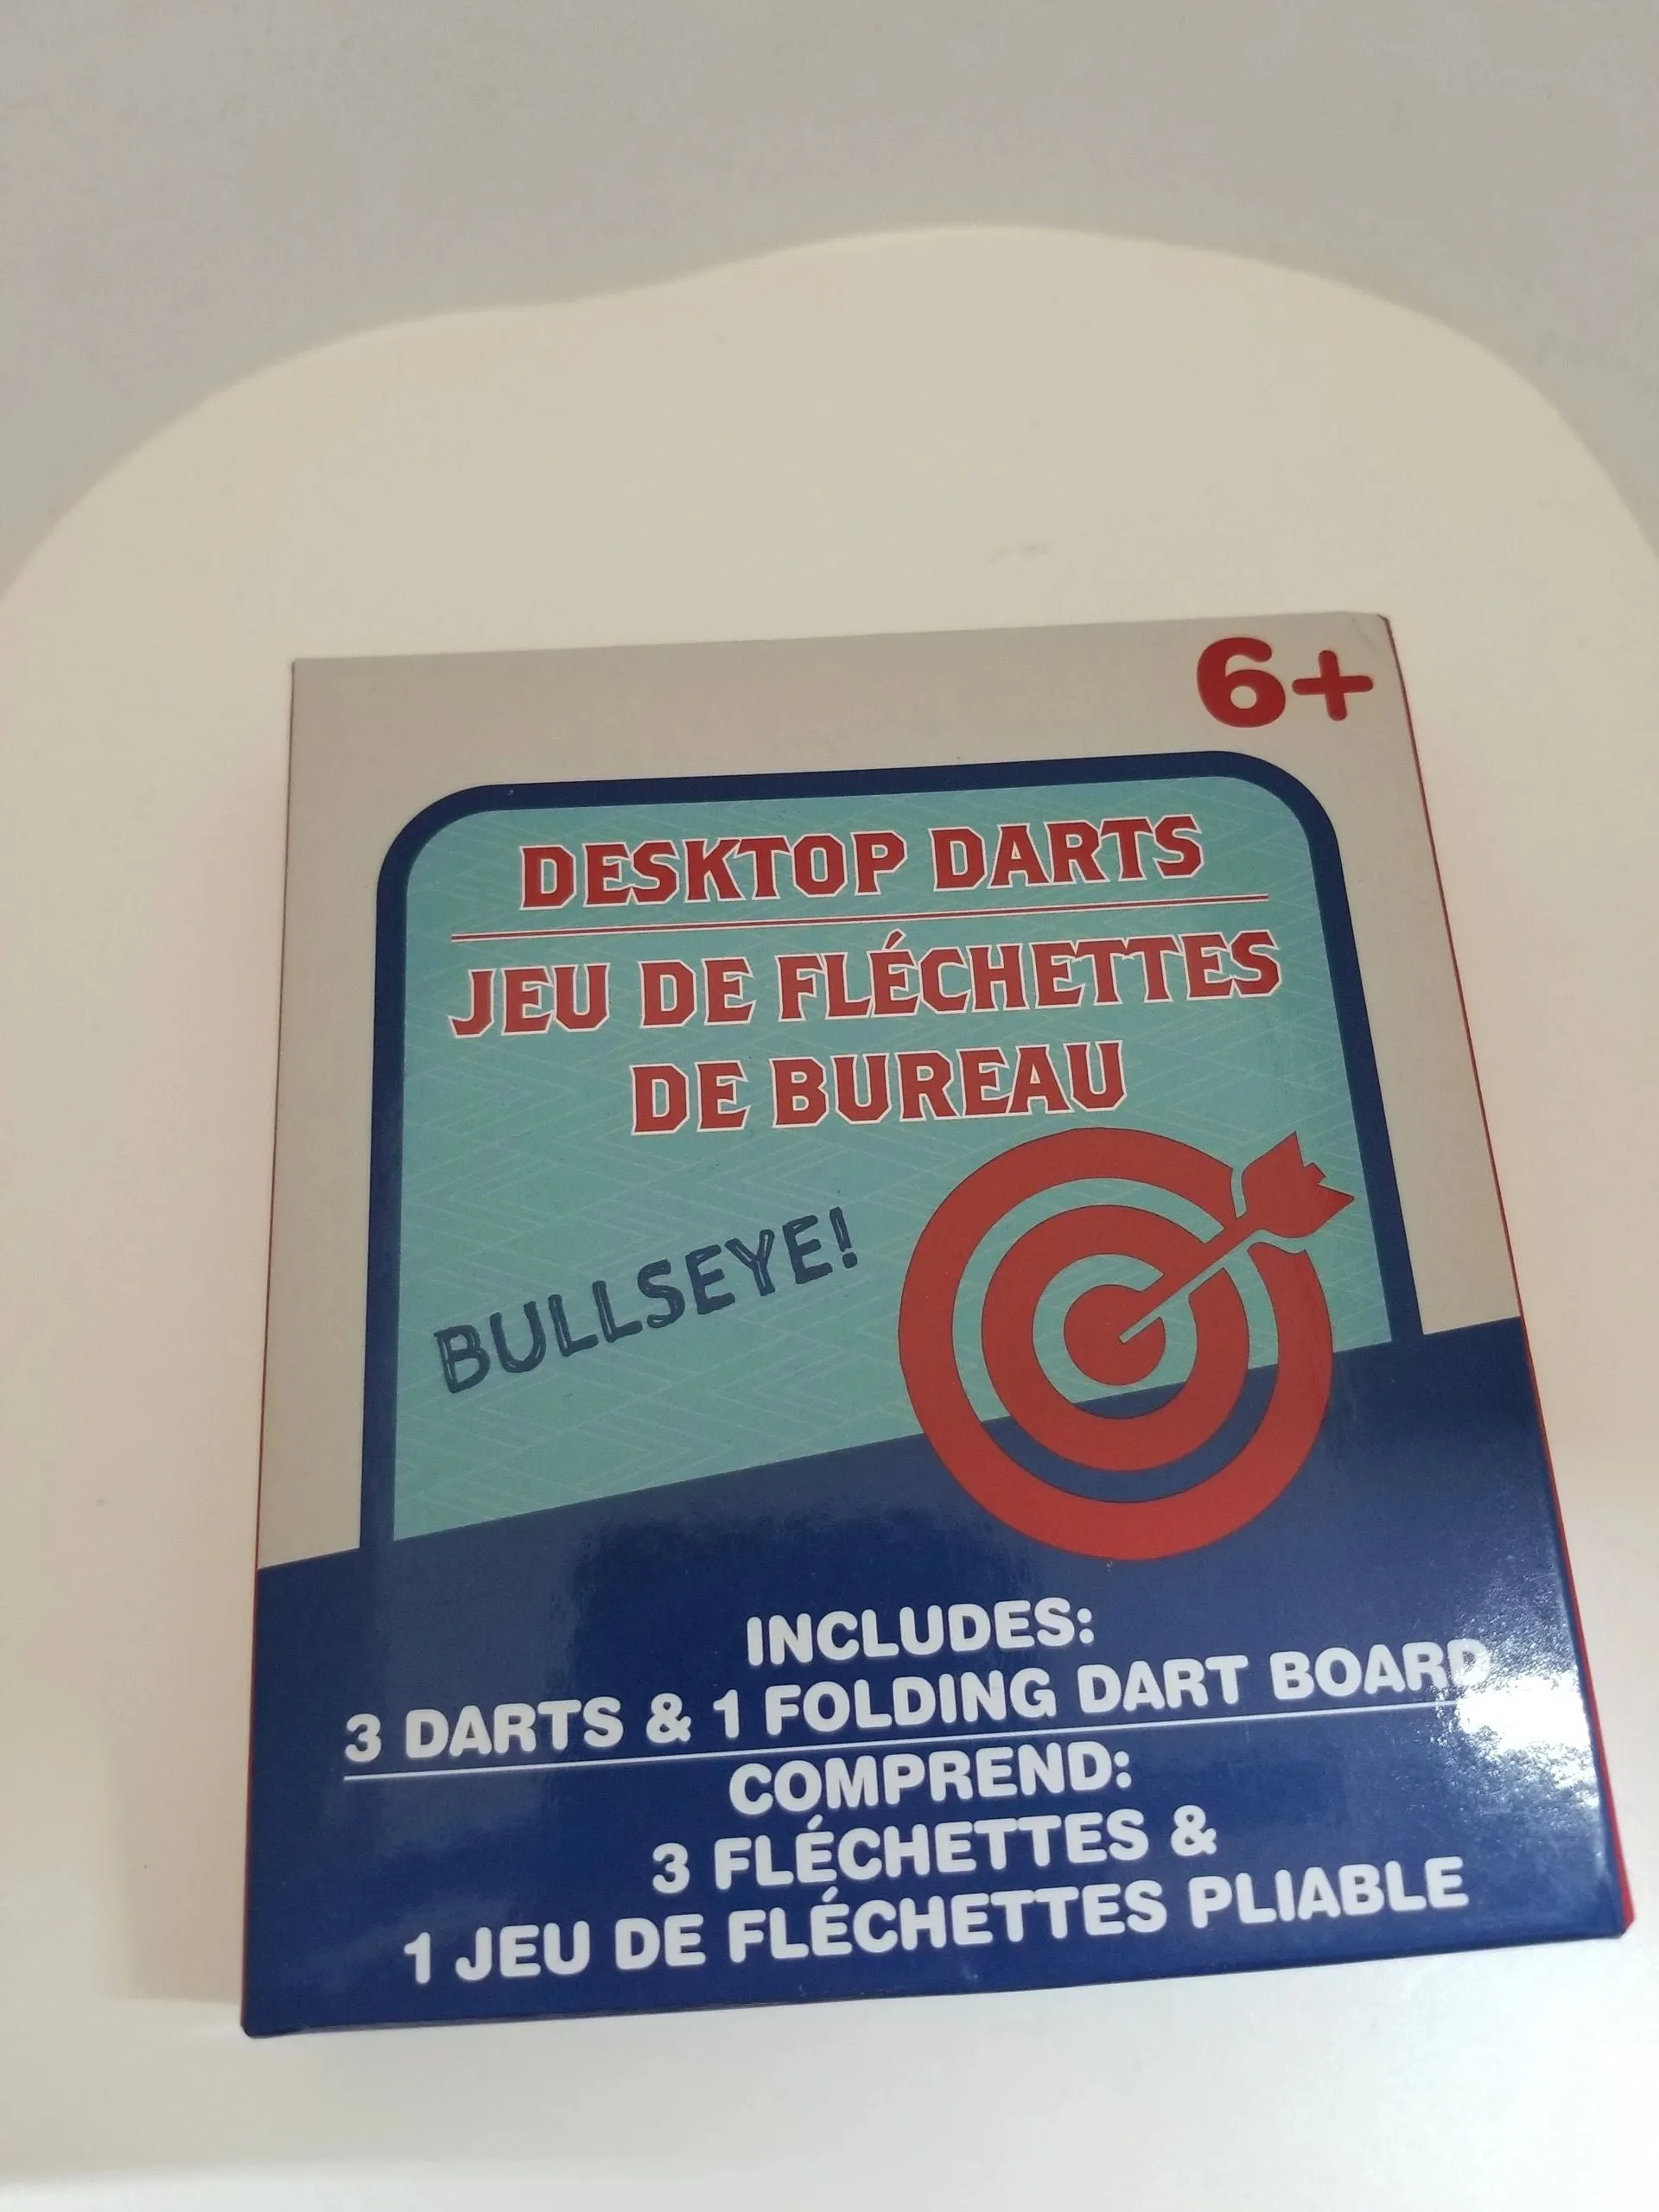 6+
DESKTOP DARTS
JEU DE FLÉCHETTES
DE BUREAU
BULLSEYE!
INCLUDES:
3 DARTS & 1 FOLDING DART BOARD
COMPREND:
3 FLÉCHETTES &
1 JEU DE FLÉCHETTES PLIABLE